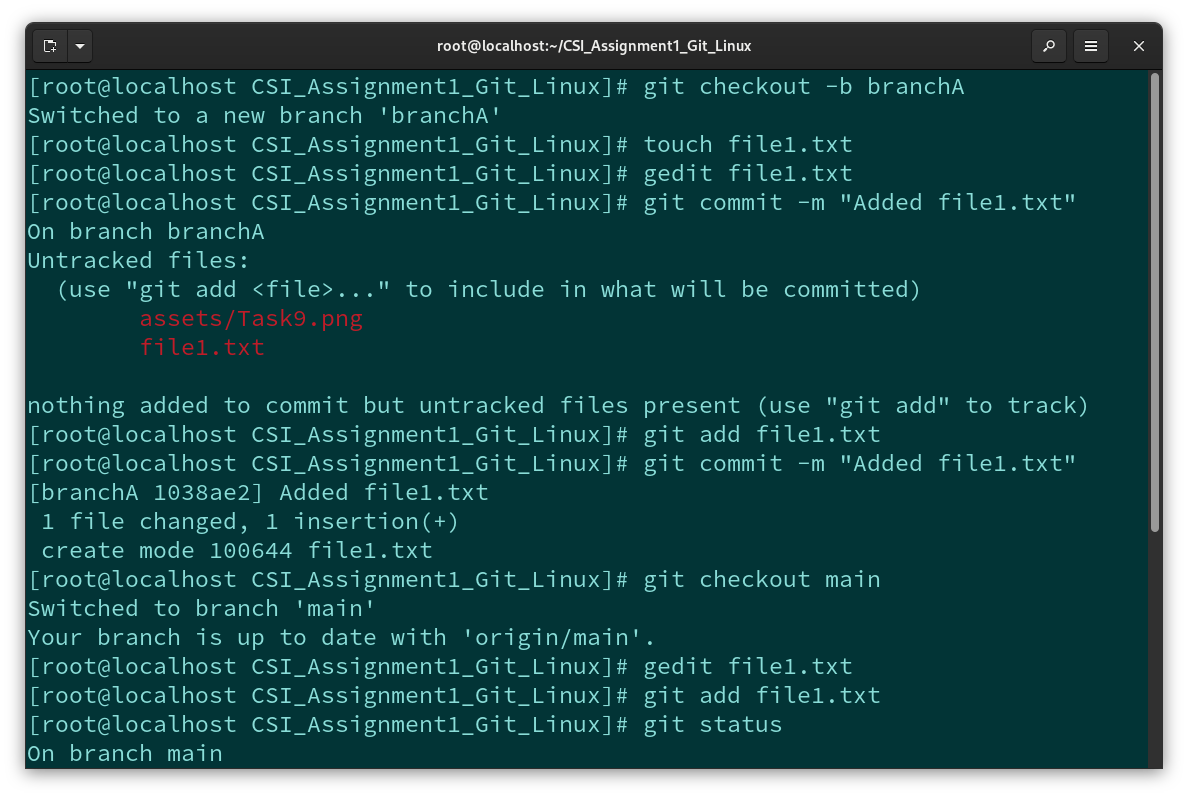 root@localhost:~/CSI_Assignment1_Git_Linux
[root@localhost CSI_Assignment1_Git_Linux]# git checkout -b branchA
Switched to a new branch 'branchA'
[root@localhost CSI_Assignment1_Git_Linux]# touch file1.txt
[root@localhost CSI_Assignment1_Git_Linux]# gedit file1.txt
[root@localhost CSI_Assignment1_Git_Linux]# git commit -m "Added file1.txt"
On branch branchA
Untracked files:
  (use "git add <file>..." to include in what will be committed)
        assets/Task9.png
        file1.txt

nothing added to commit but untracked files present (use "git add" to track)
[root@localhost CSI_Assignment1_Git_Linux]# git add file1.txt
[root@localhost CSI_Assignment1_Git_Linux]# git commit -m "Added file1.txt"
[branchA 1038ae2] Added file1.txt
 1 file changed, 1 insertion(+)
 create mode 100644 file1.txt
[root@localhost CSI_Assignment1_Git_Linux]# git checkout main
Switched to branch 'main'
Your branch is up to date with 'origin/main'.
[root@localhost CSI_Assignment1_Git_Linux]# gedit file1.txt
[root@localhost CSI_Assignment1_Git_Linux]# git add file1.txt
[root@localhost CSI_Assignment1_Git_Linux]# git status
On branch main